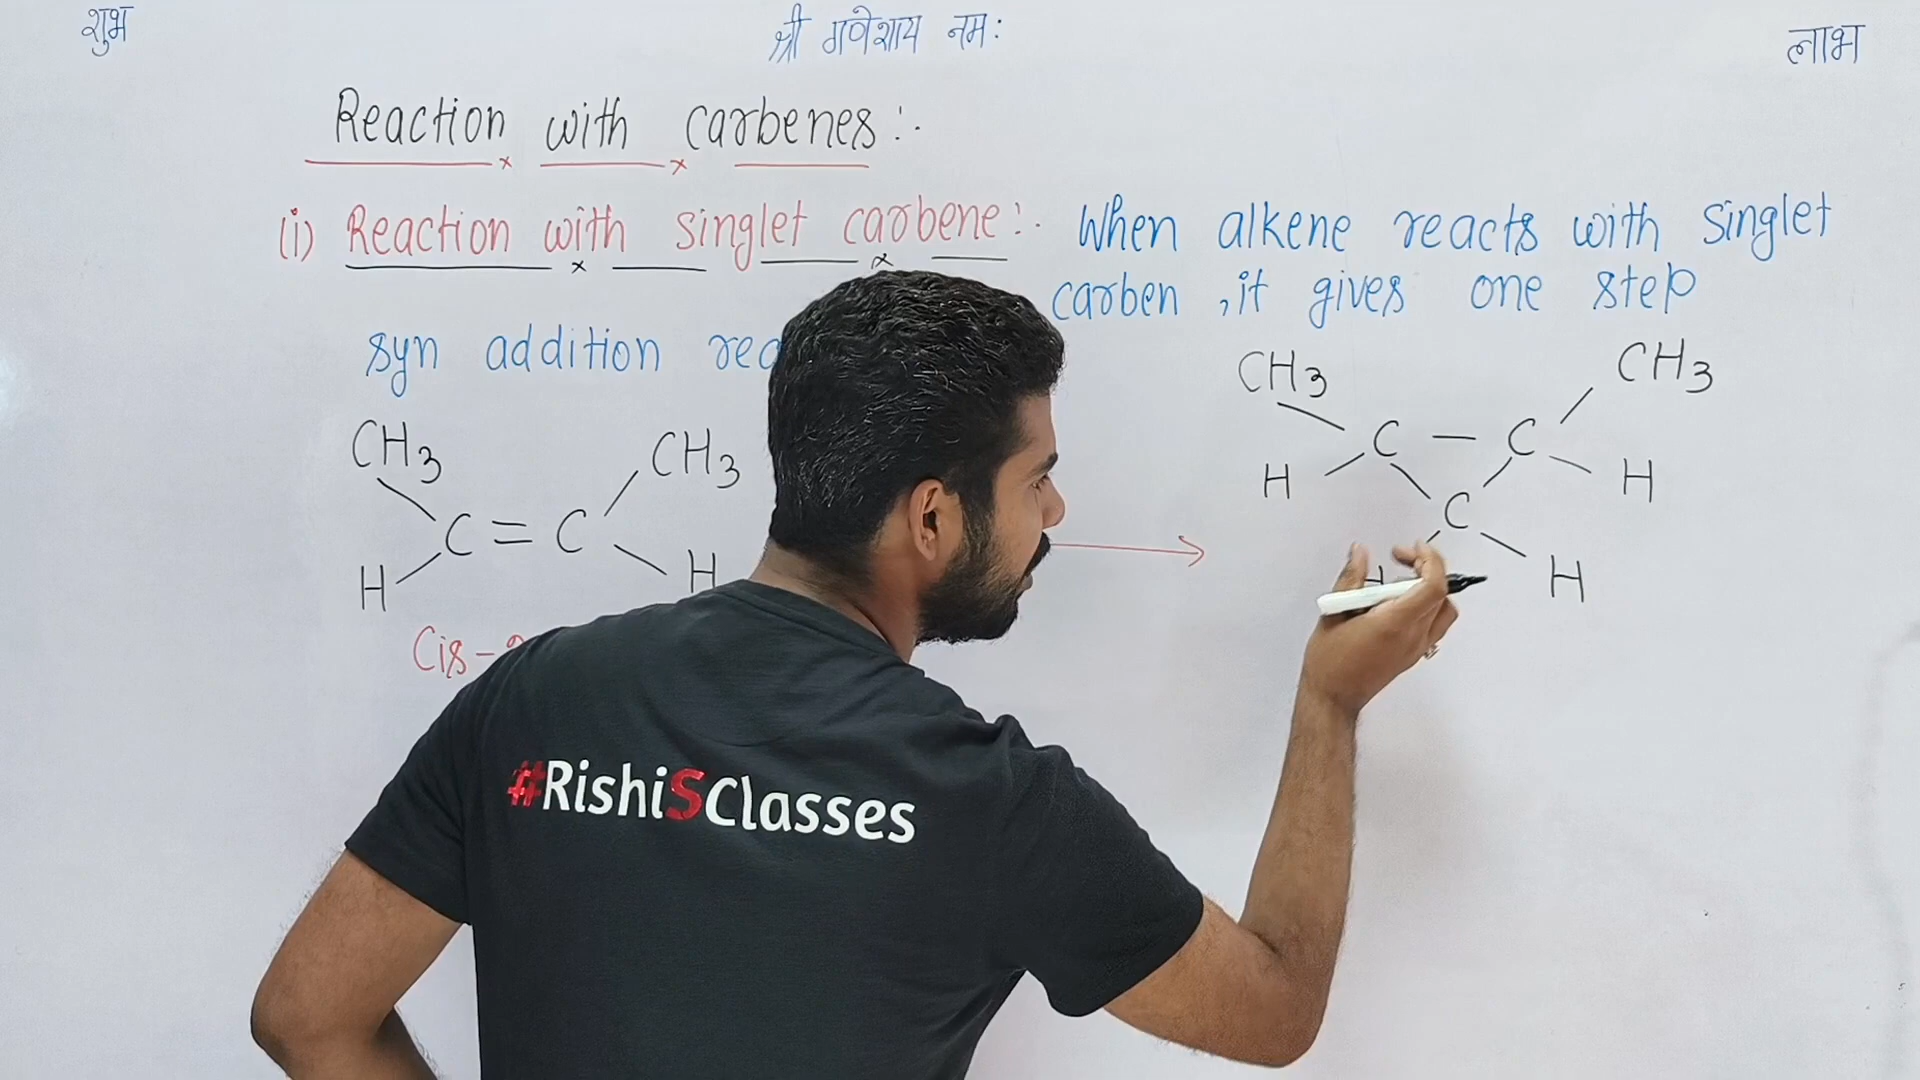 शुभ श्री गणेशाय नमः लाभ
Reaction with carbenes :-
(i) Reaction with singlet carbene :- When alkene reacts with singlet
carben , it gives one step
syn addition
CH3 CH3
C = C
H H
Cis-
CH3 CH3
C — C
H H
C
H H
#RishiSClasses